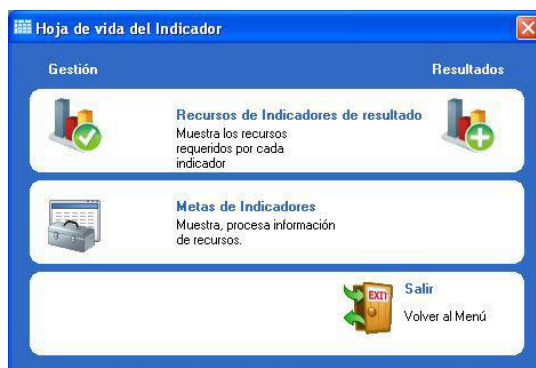 Hoja de vida del Indicador
Gestión
Resultados
Recursos de Indicadores de resultado
Muestra los recursos
requeridos por cada
indicador
Metas de Indicadores
Muestra, procesa información
de recursos.
EXIT
Salir
Volver al Menú